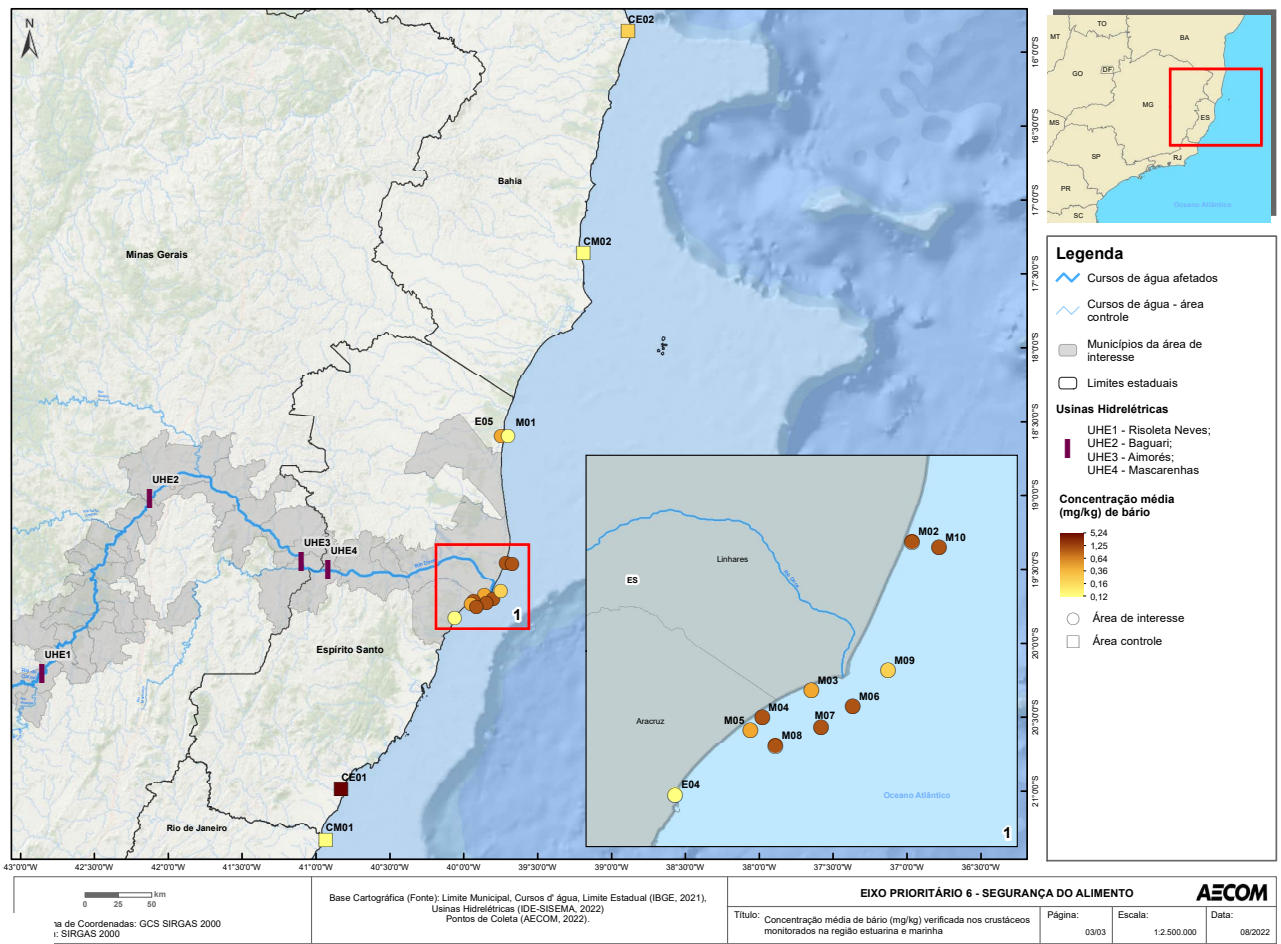 N
CE02
Bahia
CM02
Minas Gerais
E05
M01
UHE2
UHE3
UHE4
Rio Doce
1
Espírito Santo
UHE1
CE01
CM01
Rio de Janeiro
M02
M10
Linhares
ES
Rio Doce
M09
M03
M06
M04
M07
M05
M08
Aracruz
E04
Oceano Atlântico
1
16°0'0"S
16°30'0"S
17°0'0"S
17°30'0"S
18°0'0"S
18°30'0"S
19°0'0"S
19°30'0"S
20°0'0"S
20°30'0"S
21°0'0"S
43°0'0"W
42°30'0"W
42°0'0"W
41°30'0"W
41°0'0"W
40°30'0"W
40°0'0"W
39°30'0"W
39°0'0"W
38°30'0"W
38°0'0"W
37°30'0"W
37°0'0"W
36°30'0"W
TO
BA
MT
GO
DF
MG
ES
MS
SP
RJ
PR
SC
Oceano Atlântico
Legenda
Cursos de água afetados
Cursos de água - área
controle
Municípios da área de
interesse
Limites estaduais
Usinas Hidrelétricas
UHE1 - Risoleta Neves;
UHE2 - Baguari;
UHE3 - Aimorés;
UHE4 - Mascarenhas
Concentração média
(mg/kg) de bário
5,24
1,25
0,64
0,36
0,16
0,12
Área de interesse
Área controle
km
0 25 50
na de Coordenadas: GCS SIRGAS 2000
: SIRGAS 2000
Base Cartográfica (Fonte): Limite Municipal, Cursos d' água, Limite Estadual (IBGE, 2021),
Usinas Hidrelétricas (IDE-SISEMA, 2022)
Pontos de Coleta (AECOM, 2022).
EIXO PRIORITÁRIO 6 - SEGURANÇA DO ALIMENTO
AECOM
Título: Concentração média de bário (mg/kg) verificada nos crustáceos
monitorados na região estuarina e marinha
Página:
03/03
Escala:
1:2.500.000
Data:
08/2022